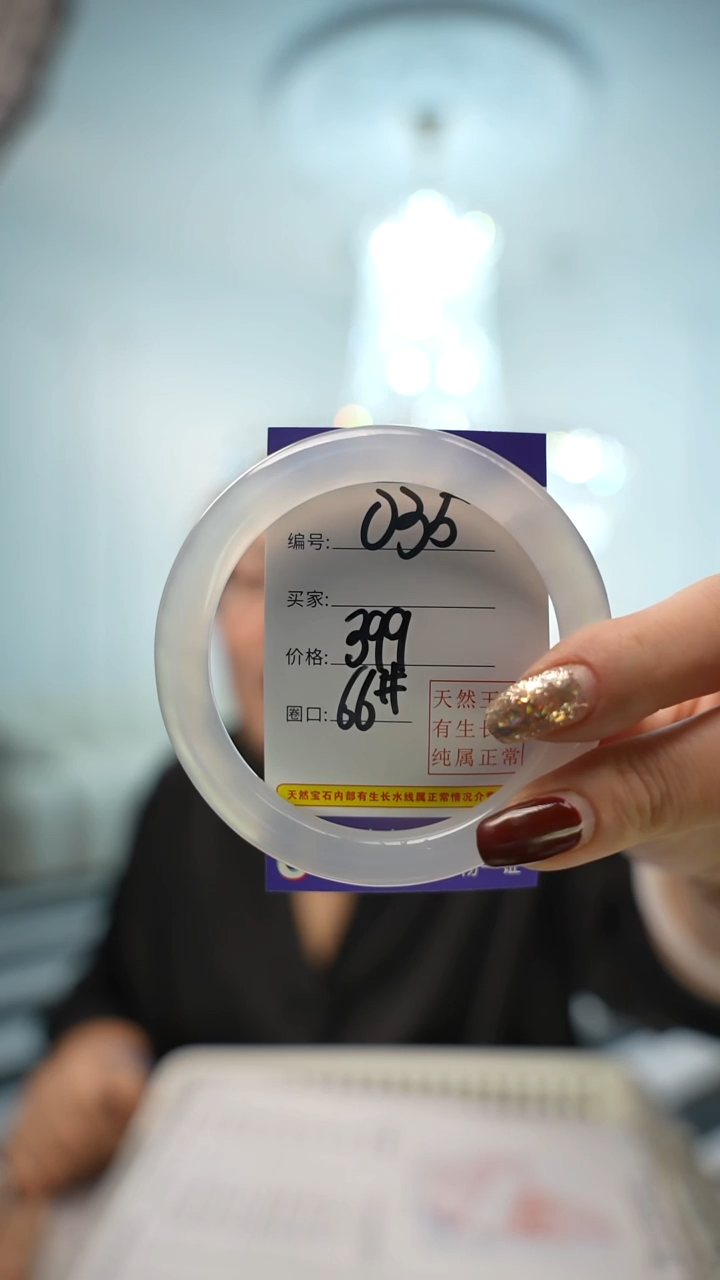 编号: 035
买家:
价格: 399
圈口: 66#
天然玉
有生长
纯属正常
天然宝石内部有生长水线属正常情况介